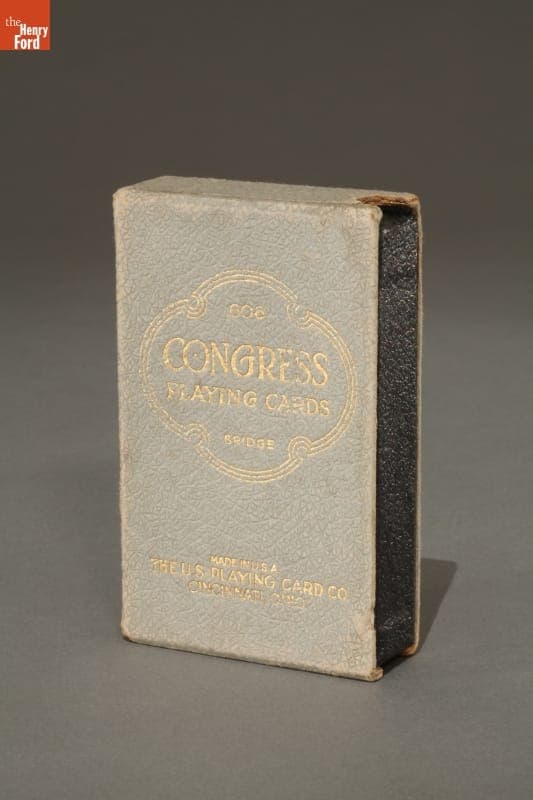 the
Henry
Ford
606
CONGRESS
PLAYING CARDS
BRIDGE
MADE IN U.S.A.
THE U.S. PLAYING CARD CO.
CINCINNATI, OHIO